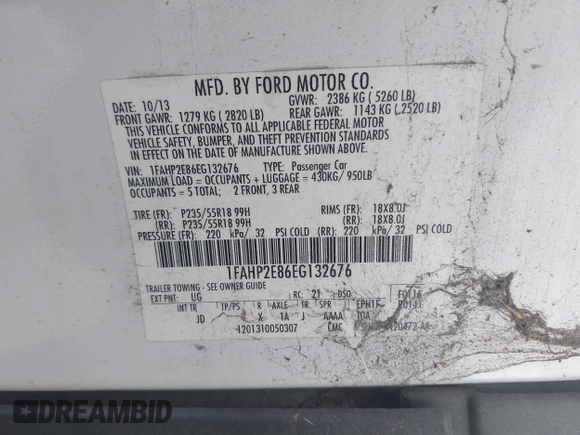 MFD. BY FORD MOTOR CO.
DATE: 10/13 GVWR: 2386 KG ( 5260 LB)
FRONT GAWR: 1279 KG ( 2820 LB) REAR GAWR: 1143 KG ( 2520 LB)
THIS VEHICLE CONFORMS TO ALL APPLICABLE FEDERAL MOTOR
VEHICLE SAFETY, BUMPER, AND THEFT PREVENTION STANDARDS
IN EFFECT ON THE DATE OF MANUFACTURE SHOWN ABOVE.
VIN: 1FAHP2E86EG132676 TYPE: Passenger Car
MAXIMUM LOAD = OCCUPANTS + LUGGAGE = 430KG/ 950LB
OCCUPANTS = 5 TOTAL; 2 FRONT, 3 REAR
TIRE (FR): P235/55R18 99H RIMS (FR): 18X8.0J
(RR): P235/55R18 99H (RR): 18X8.0J
PRESSURE (FR): 220 kPa/ 32 PSI COLD (RR): 220 kPa/ 32 PSI COLD
1FAHP2E86EG132676
TRAILER TOWING - SEE OWNER GUIDE
EXT PNT: UG RC: 21 DSO:
INT TR TP/PS R AXLE TR SPR EPNTF
JD X 1A J AAAA 10A
1201310050307 CMC
DREAMBID